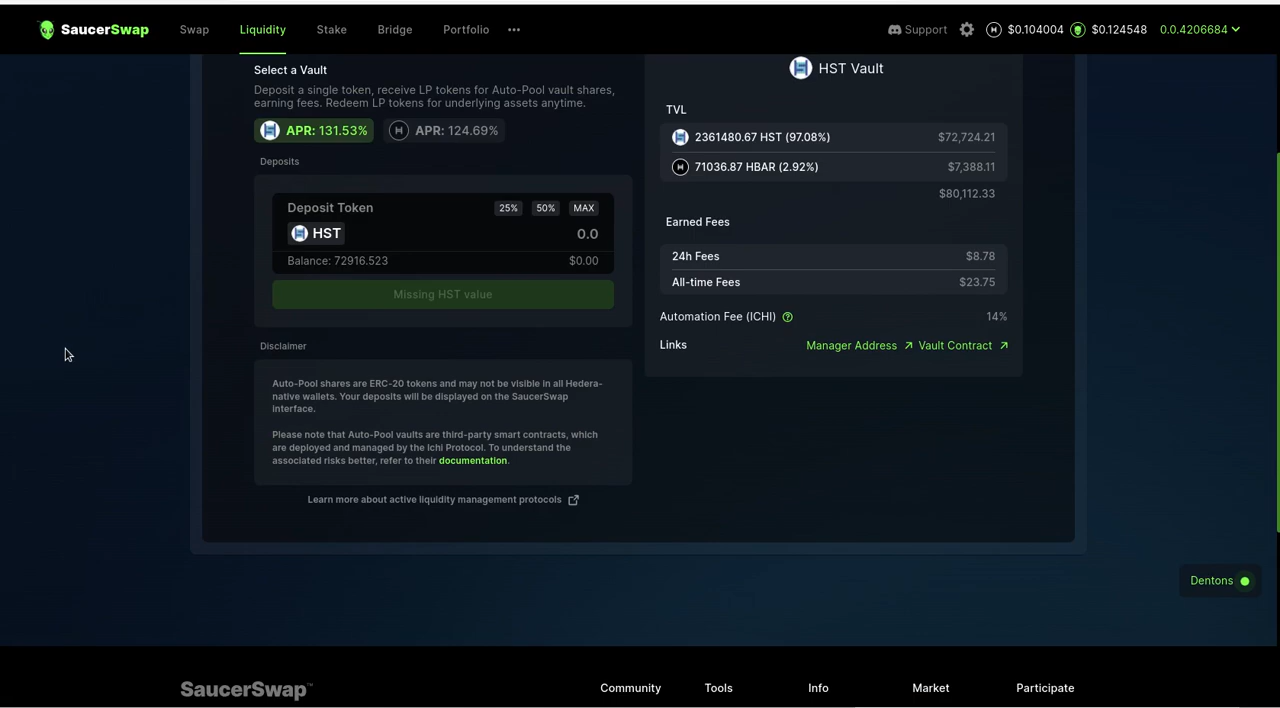 SaucerSwap Swap Liquidity Stake Bridge Portfolio ••• Support $0.104004 $0.124548 0.0.4206684
Select a Vault
Deposit a single token, receive LP tokens for Auto-Pool vault shares,
earning fees. Redeem LP tokens for underlying assets anytime.
APR: 131.53% APR: 124.69%
Deposits
Deposit Token 25% 50% MAX
HST 0.0
Balance: 72916.523 $0.00
Missing HST value
Disclaimer
Auto-Pool shares are ERC-20 tokens and may not be visible in all Hedera-
native wallets. Your deposits will be displayed on the SaucerSwap
interface.
Please note that Auto-Pool vaults are third-party smart contracts, which
are deployed and managed by the Ichi Protocol. To understand the
associated risks better, refer to their documentation.
Learn more about active liquidity management protocols
HST Vault
TVL
2361480.67 HST (97.08%) $72,724.21
71036.87 HBAR (2.92%) $7,388.11
$80,112.33
Earned Fees
24h Fees $8.78
All-time Fees $23.75
Automation Fee (ICHI) 14%
Links Manager Address Vault Contract
Dentons
SaucerSwap™ Community Tools Info Market Participate